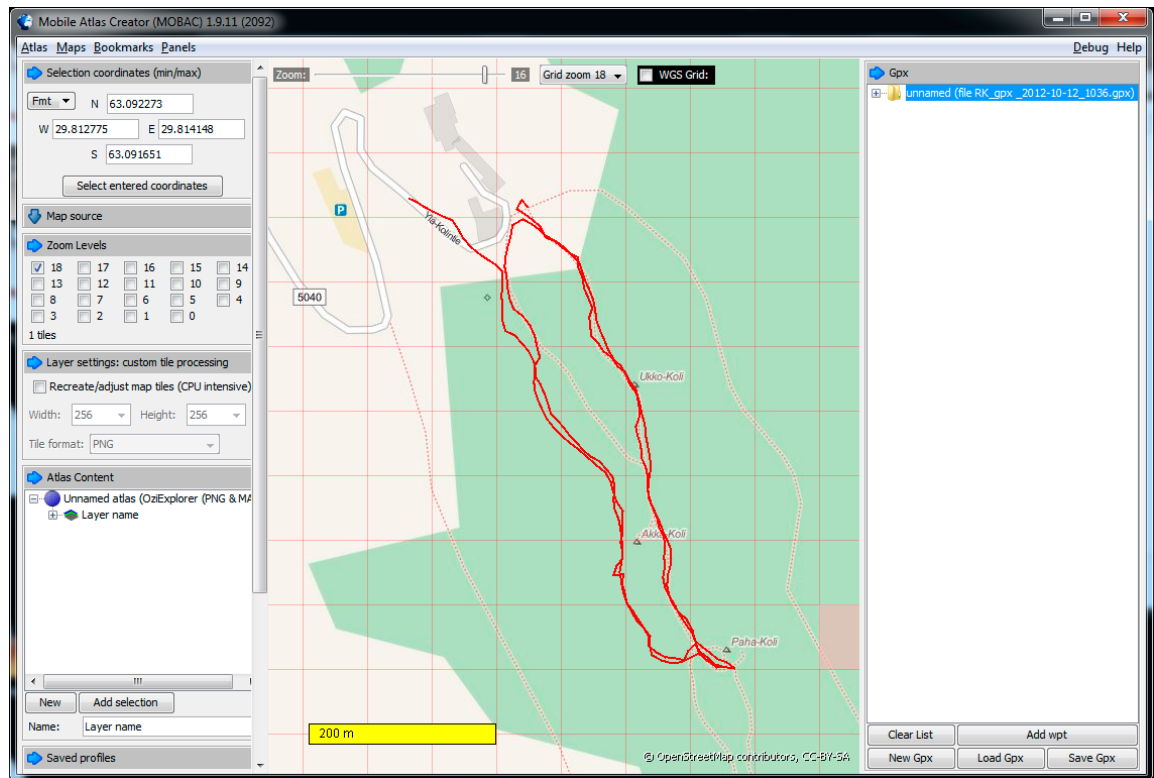 Mobile Atlas Creator (MOBAC) 1.9.11 (2092)
Atlas Maps Bookmarks Panels Debug Help
Selection coordinates (min/max)
Fmt N 63.092273
W 29.812775 E 29.814148
S 63.091651
Select entered coordinates
Map source
Zoom Levels
18 17 16 15 14
13 12 11 10 9
8 7 6 5 4
3 2 1 0
1 tiles
Layer settings: custom tile processing
Recreate/adjust map tiles (CPU intensive)
Width: 256 Height: 256
Tile format: PNG
Atlas Content
Unnamed atlas (OziExplorer (PNG & MA
Layer name
New Add selection
Name: Layer name
Saved profiles
Zoom: 16 Grid zoom 18 WGS Grid:
P
Ylä-Kolintie
5040
Ukko-Koli
Akka-Koli
Paha-Koli
200 m
© OpenStreetMap contributors, CC-BY-SA
Gpx
unnamed (file RK_gpx _2012-10-12_1036.gpx)
Clear List Add wpt
New Gpx Load Gpx Save Gpx